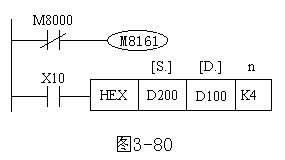 M8000
M8161
X10
[S.] [D.] n
HEX D200 D100 K4
图3-80